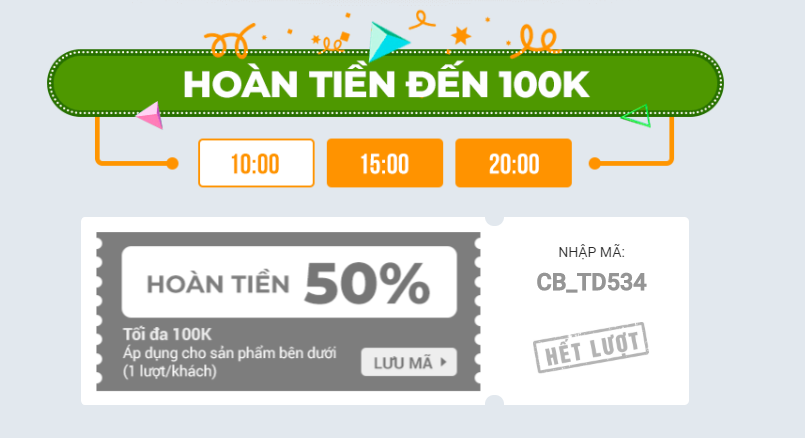 HOÀN TIỀN ĐẾN 100K
10:00 15:00 20:00
HOÀN TIỀN 50%
Tối đa 100K
Áp dụng cho sản phẩm bên dưới
(1 lượt/khách)
LƯU MÃ
NHẬP MÃ:
CB_TD534
HẾT LƯỢT